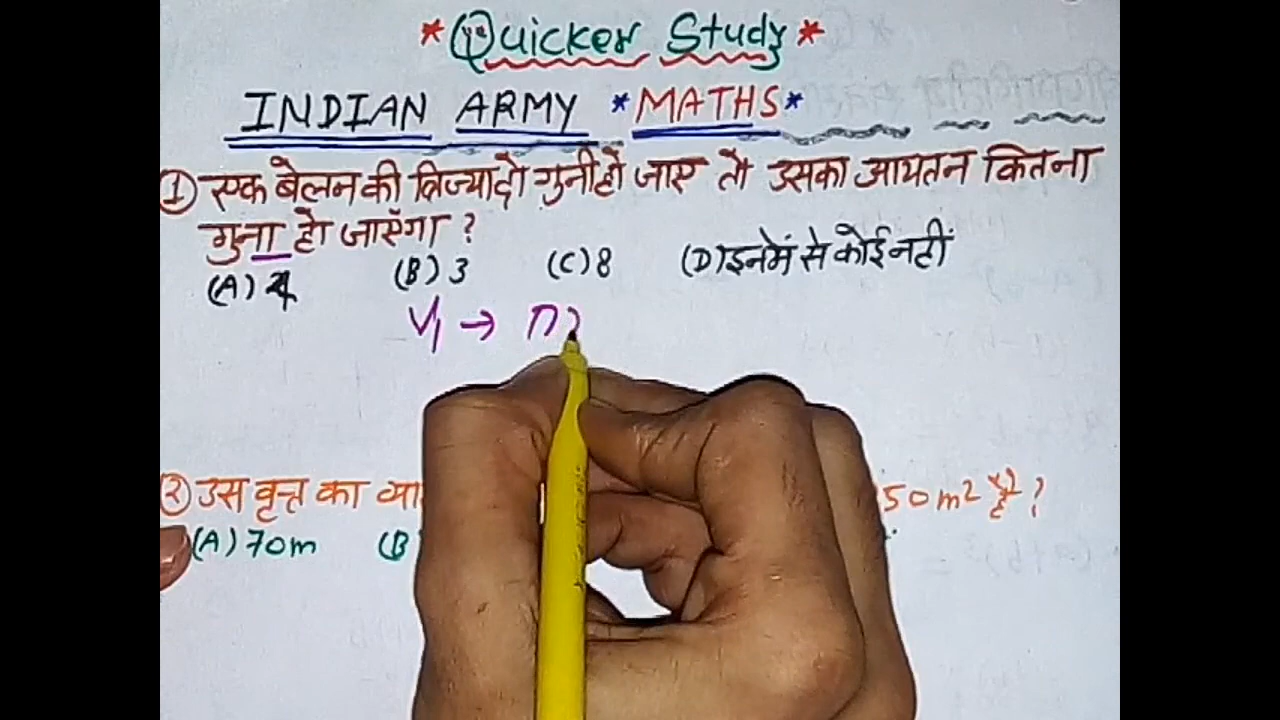 * Quicker Study *
INDIAN ARMY *MATHS*
① एक बेलन की त्रिज्या दो गुनी हो जाए तो उसका आयतन कितना
गुना हो जाएगा ?
(A) 4 (B) 3 (C) 8 (D) इनमें से कोई नहीं
V₁ →
② उस वृत्त का 50 m² है ?
(A) 70m (B